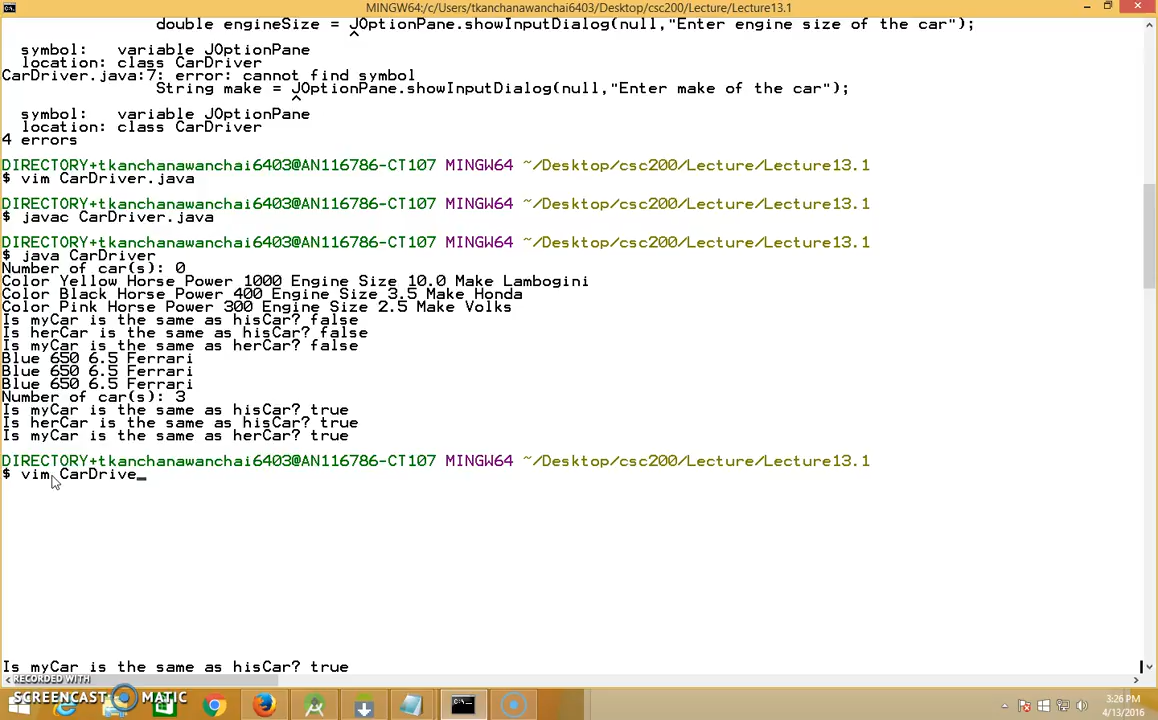 MINGW64:/c/Users/tkanchanawanchai6403/Desktop/csc200/Lecture/Lecture13.1
double engineSize = JOptionPane.showInputDialog(null,"Enter engine size of the car");
^
symbol:   variable JOptionPane
location: class CarDriver
CarDriver.java:7: error: cannot find symbol
String make = JOptionPane.showInputDialog(null,"Enter make of the car");
^
symbol:   variable JOptionPane
location: class CarDriver
4 errors
DIRECTORY+tkanchanawanchai6403@AN116786-CT107 MINGW64 ~/Desktop/csc200/Lecture/Lecture13.1
$ vim CarDriver.java
DIRECTORY+tkanchanawanchai6403@AN116786-CT107 MINGW64 ~/Desktop/csc200/Lecture/Lecture13.1
$ javac CarDriver.java
DIRECTORY+tkanchanawanchai6403@AN116786-CT107 MINGW64 ~/Desktop/csc200/Lecture/Lecture13.1
$ java CarDriver
Number of car(s): 0
Color Yellow Horse Power 1000 Engine Size 10.0 Make Lambogini
Color Black Horse Power 400 Engine Size 3.5 Make Honda
Color Pink Horse Power 300 Engine Size 2.5 Make Volks
Is myCar is the same as hisCar? false
Is herCar is the same as hisCar? false
Is myCar is the same as herCar? false
Blue 650 6.5 Ferrari
Blue 650 6.5 Ferrari
Blue 650 6.5 Ferrari
Number of car(s): 3
Is myCar is the same as hisCar? true
Is herCar is the same as hisCar? true
Is myCar is the same as herCar? true
DIRECTORY+tkanchanawanchai6403@AN116786-CT107 MINGW64 ~/Desktop/csc200/Lecture/Lecture13.1
$ vim CarDrive_
Is myCar is the same as hisCar? true
RECORDED WITH
SCREENCAST MATIC
3:26 PM
4/13/2016